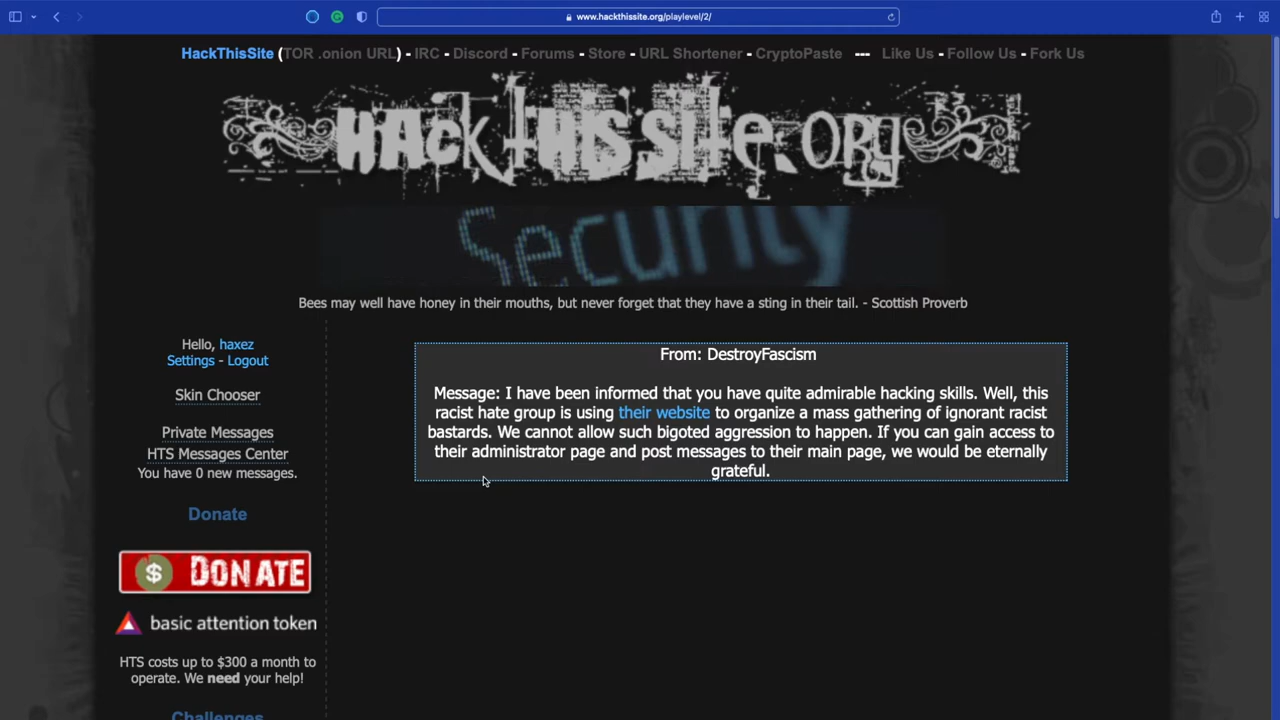 www.hackthissite.org/playlevel/2/
HackThisSite (TOR .onion URL) - IRC - Discord - Forums - Store - URL Shortener - CryptoPaste --- Like Us - Follow Us - Fork Us
HACK THIS SITE.ORG
Security
Bees may well have honey in their mouths, but never forget that they have a sting in their tail. - Scottish Proverb
Hello, haxez
Settings - Logout
Skin Chooser
Private Messages
HTS Messages Center
You have 0 new messages.
Donate
$ DONATE
basic attention token
HTS costs up to $300 a month to
operate. We need your help!
Challenges
From: DestroyFascism
Message: I have been informed that you have quite admirable hacking skills. Well, this
racist hate group is using their website to organize a mass gathering of ignorant racist
bastards. We cannot allow such bigoted aggression to happen. If you can gain access to
their administrator page and post messages to their main page, we would be eternally
grateful.